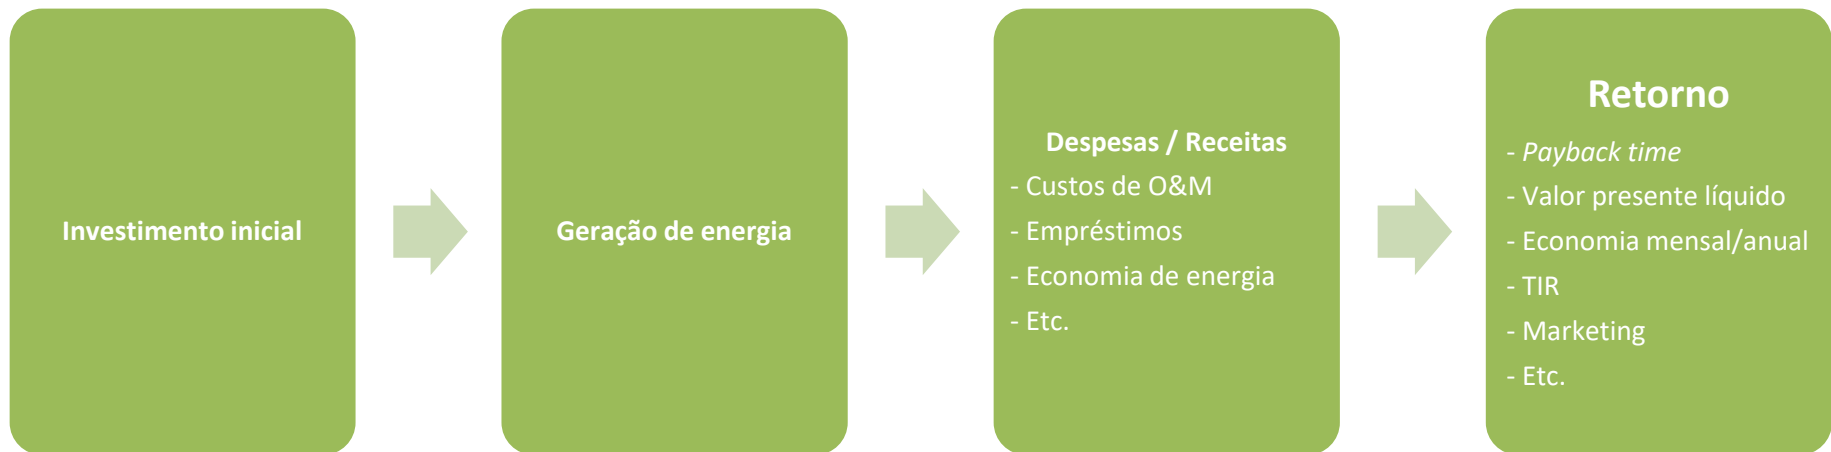 Investimento inicial
Geração de energia
Despesas / Receitas
- Custos de O&M
- Empréstimos
- Economia de energia
- Etc.
Retorno
- Payback time
- Valor presente líquido
- Economia mensal/anual
- TIR
- Marketing
- Etc.